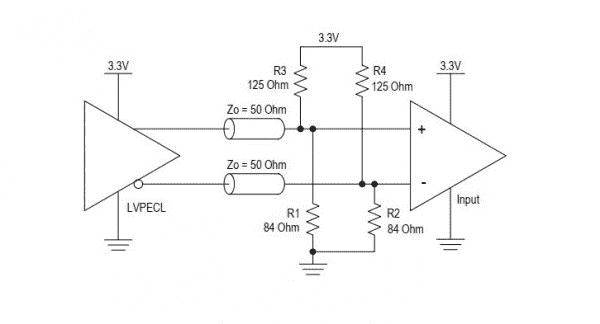 3.3V
3.3V
3.3V
R3
125 Ohm
R4
125 Ohm
Zo = 50 Ohm
+
Zo = 50 Ohm
-
LVPECL
Input
R1
84 Ohm
R2
84 Ohm